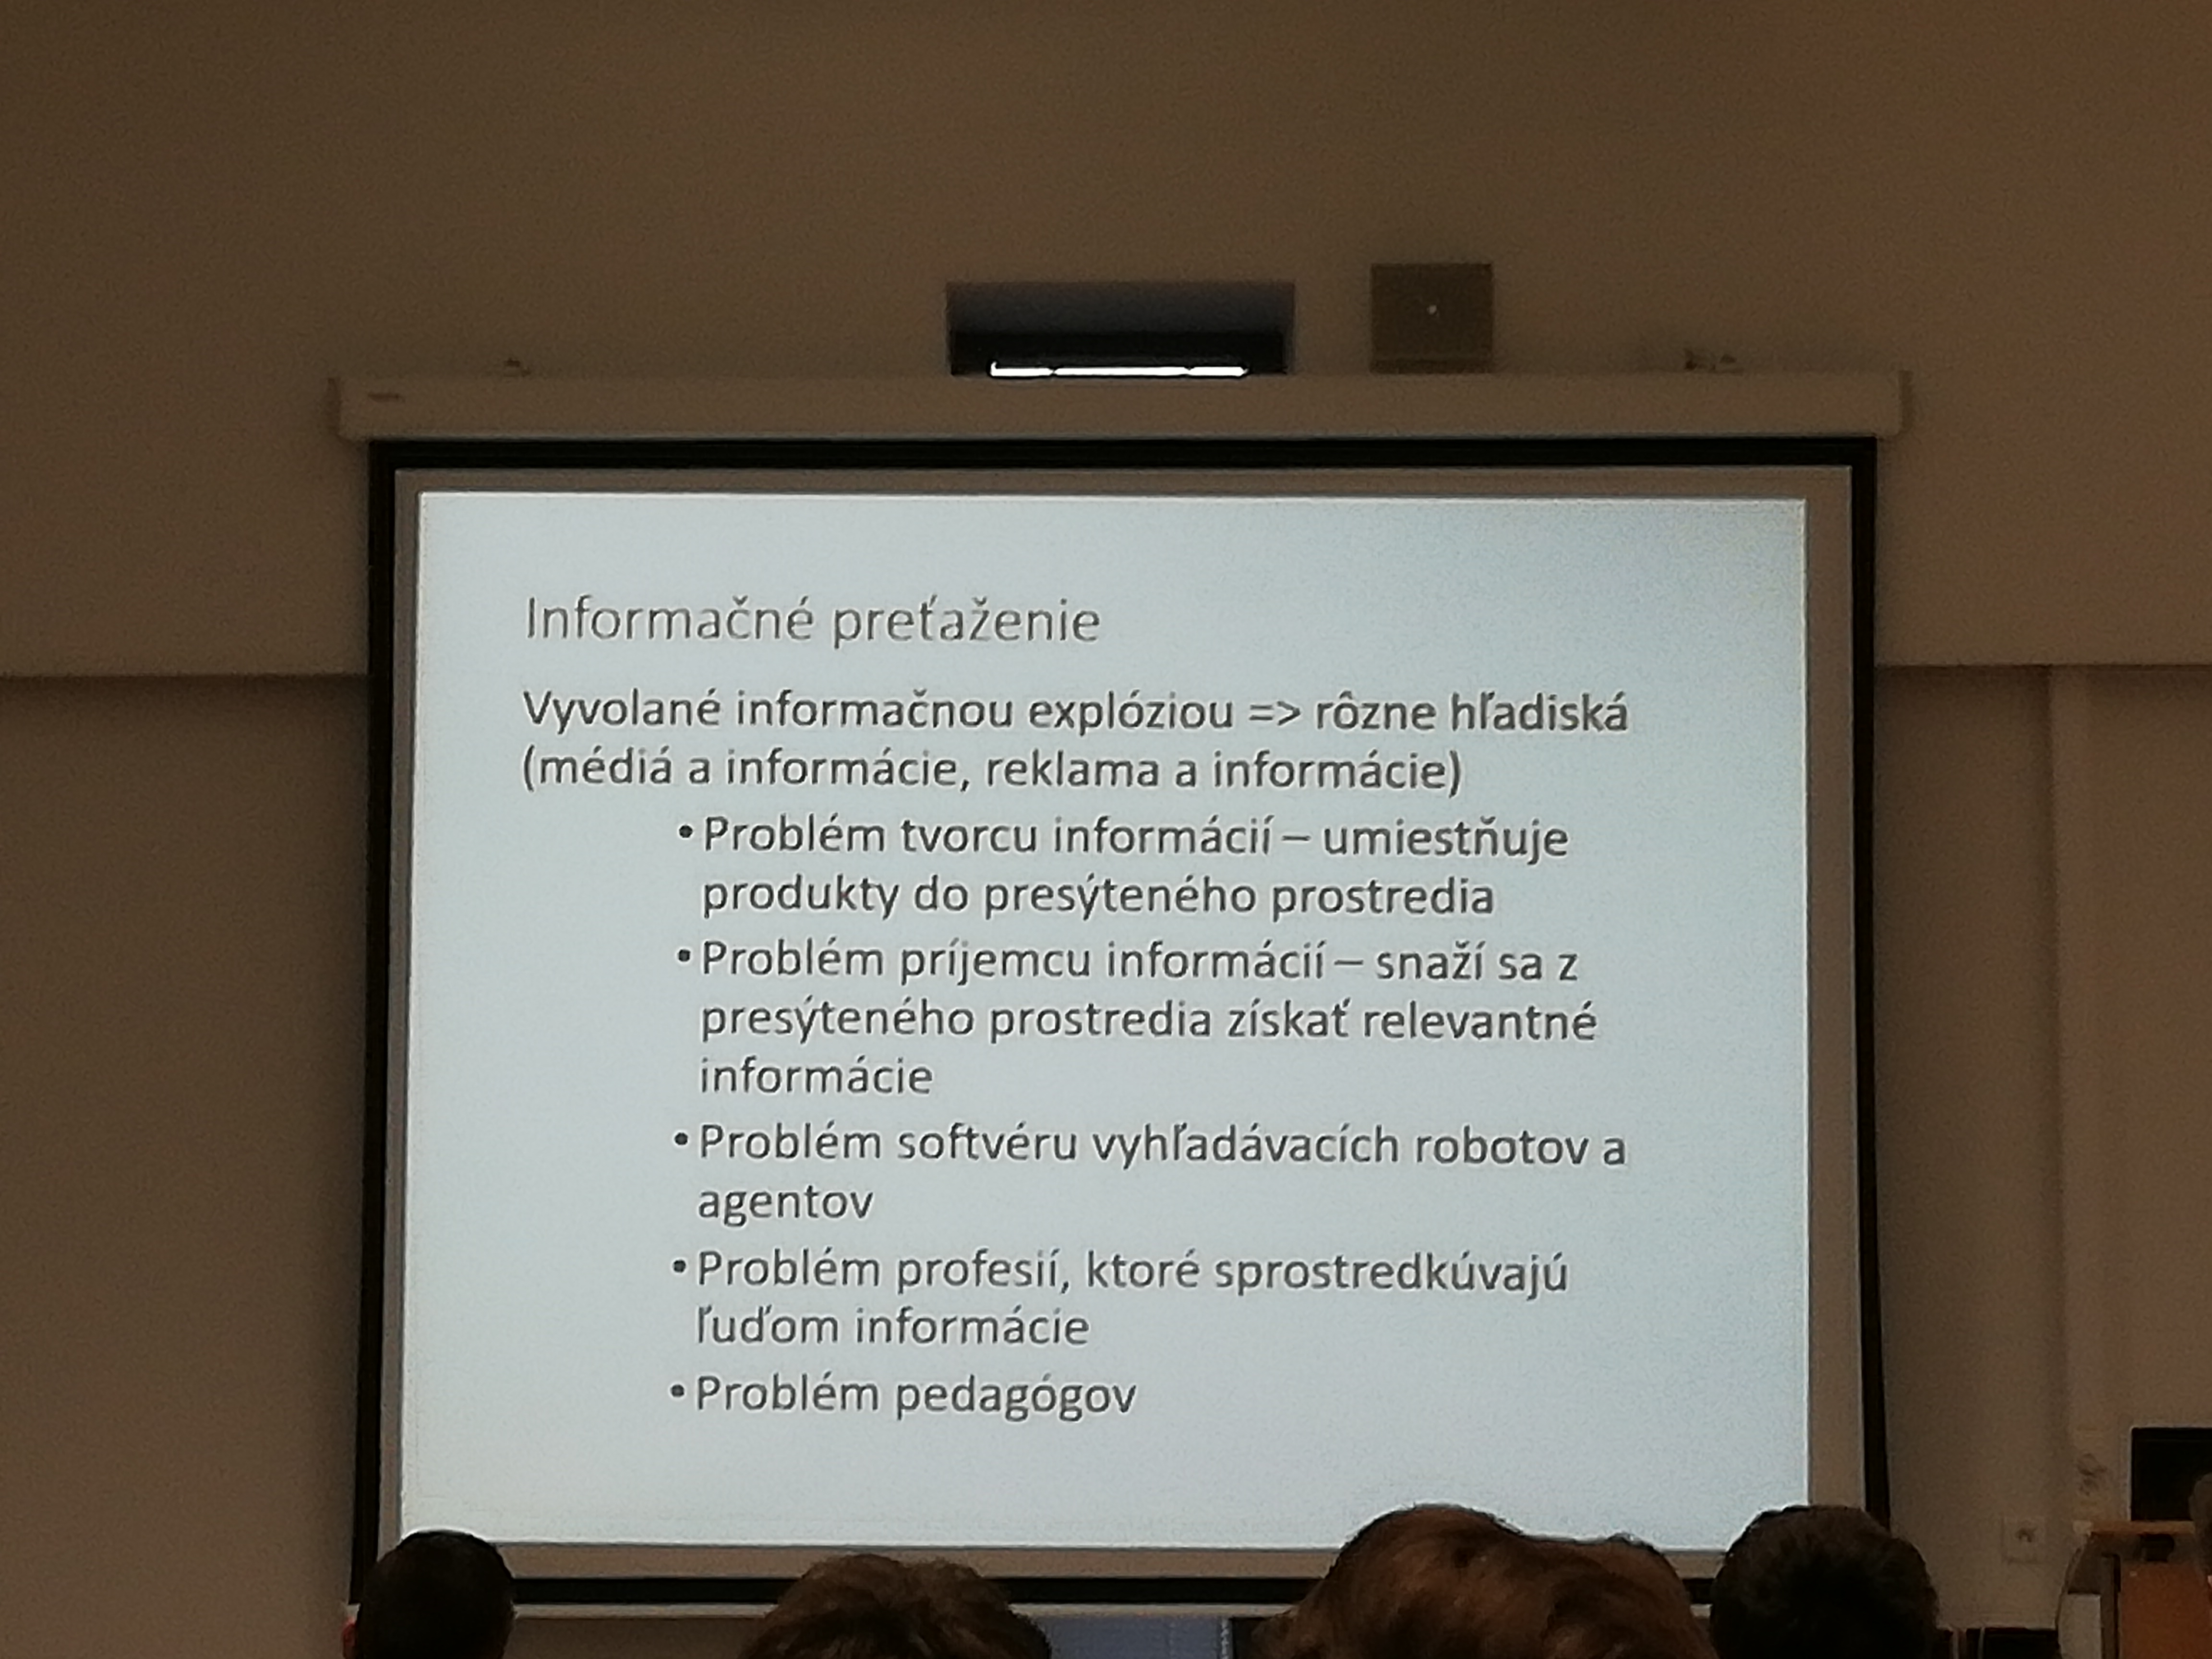 Informačné preťaženie
Vyvolané informačnou explóziou => rôzne hľadiská
(médiá a informácie, reklama a informácie)
• Problém tvorcu informácií – umiestňuje
produkty do presýteného prostredia
• Problém príjemcu informácií – snaží sa z
presýteného prostredia získať relevantné
informácie
• Problém softvéru vyhľadávacích robotov a
agentov
• Problém profesií, ktoré sprostredkúvajú
ľuďom informácie
• Problém pedagógov